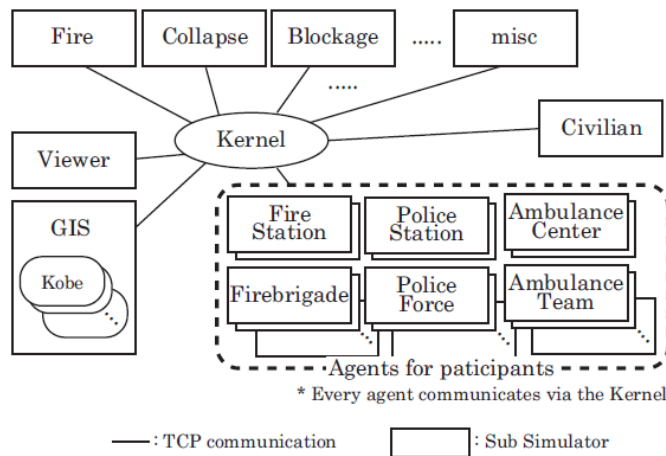 Fire
Collapse
Blockage
.....
misc
.....
Kernel
Civilian
Viewer
GIS
Kobe
Fire
Station
Police
Station
Ambulance
Center
Firebrigade
Police
Force
Ambulance
Team
Agents for paticipants
* Every agent communicates via the Kernel
: TCP communication
: Sub Simulator